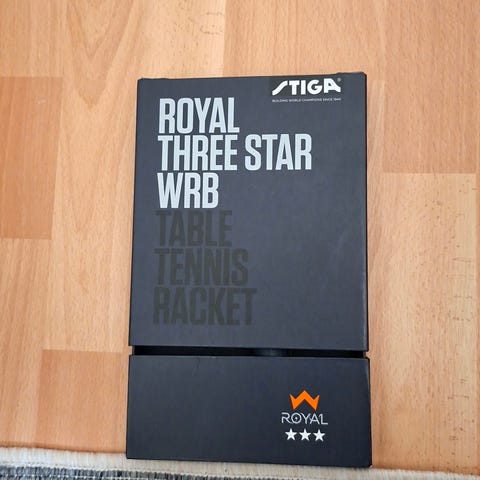 STIGA
BUILDING WORLD CHAMPIONS SINCE 1944
ROYAL
THREE STAR
WRB
TABLE
TENNIS
RACKET
ROYAL